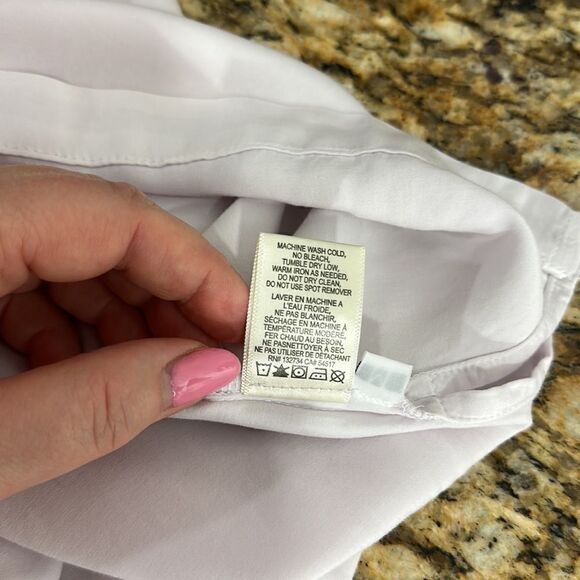 MACHINE WASH COLD,
NO BLEACH,
TUMBLE DRY LOW,
WARM IRON AS NEEDED,
DO NOT DRY CLEAN,
DO NOT USE SPOT REMOVER
LAVER EN MACHINE A
L'EAU FROIDE,
NE PAS BLANCHIR,
SÉCHAGE EN MACHINE À
TEMPÉRATURE MODÉRÉ,
FER CHAUD AU BESOIN,
NE PASNETTOYER À SEC
NE PAS UTILISER DE DÉTACHANT
RN# 132734 CA# 54517